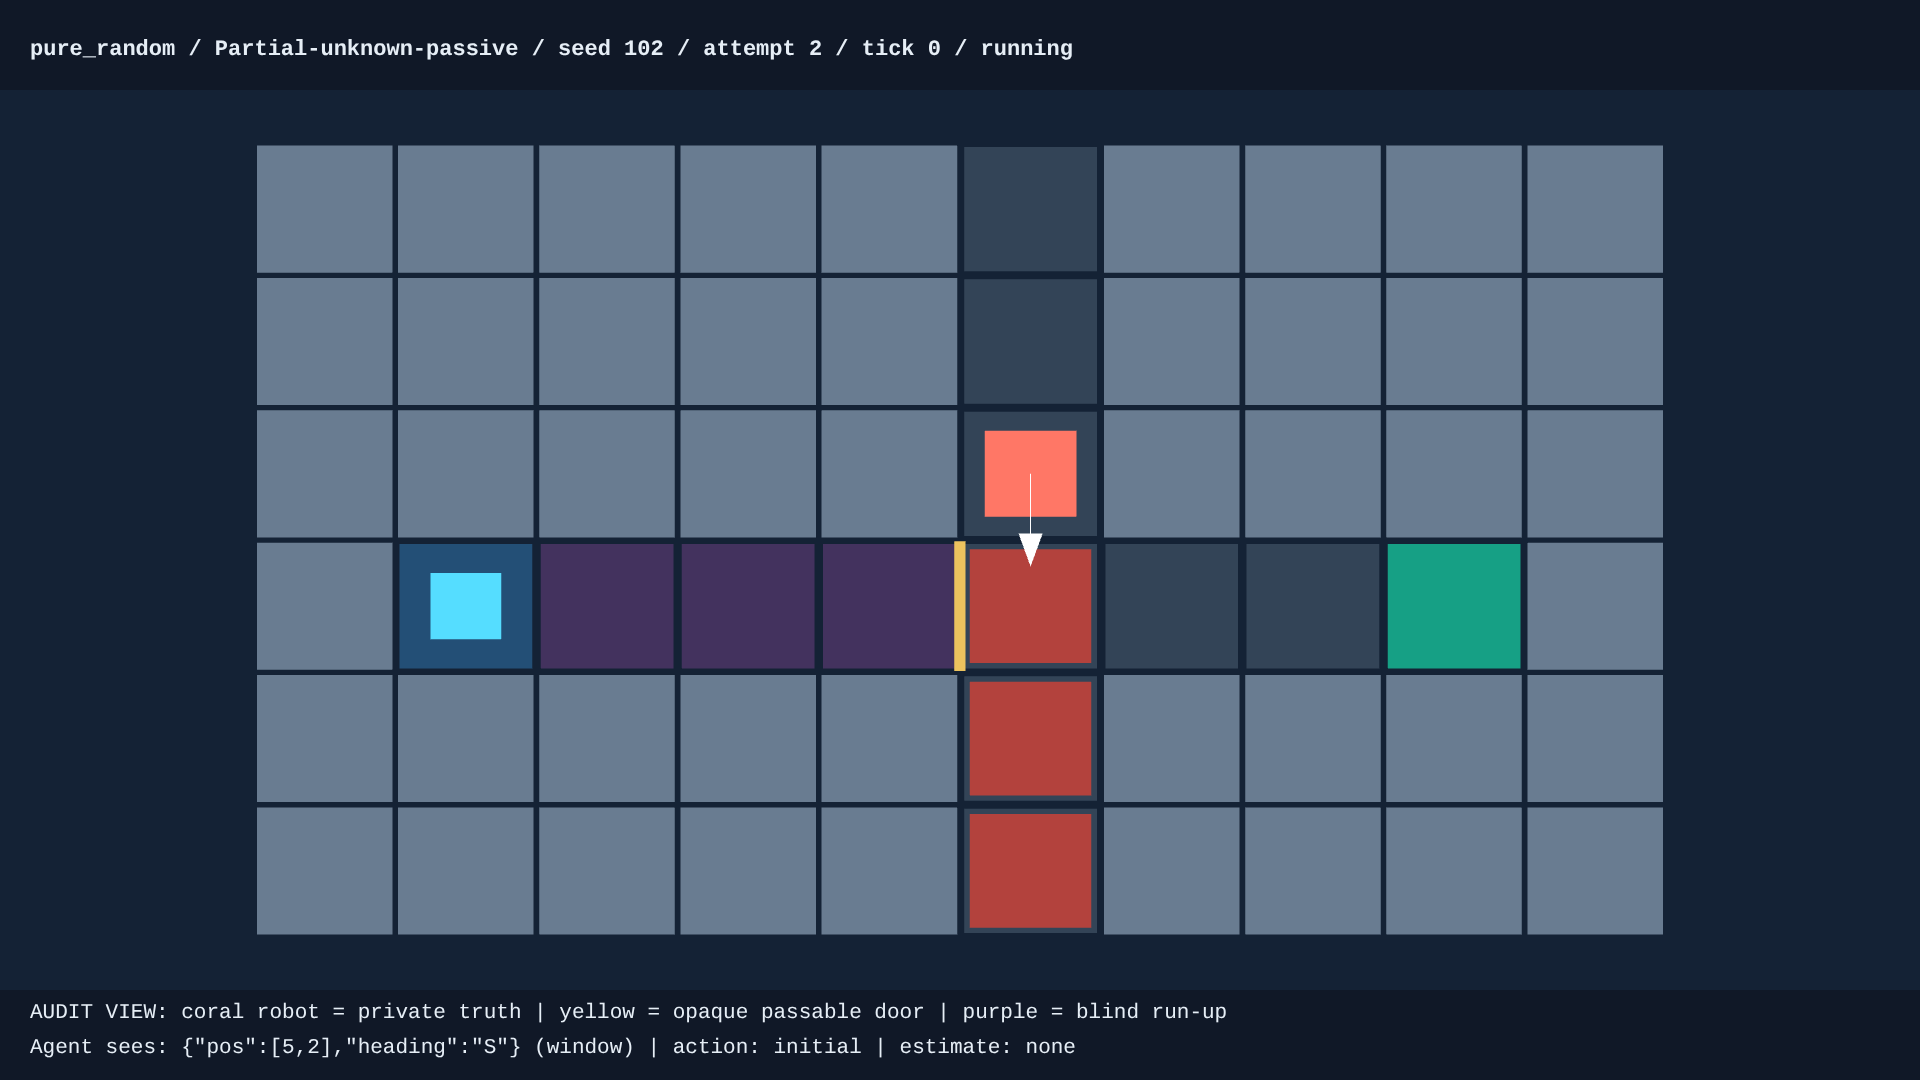 pure_random / Partial-unknown-passive / seed 102 / attempt 2 / tick 0 / running
AUDIT VIEW: coral robot = private truth | yellow = opaque passable door | purple = blind run-up
Agent sees: {"pos":[5,2],"heading":"S"} (window) | action: initial | estimate: none